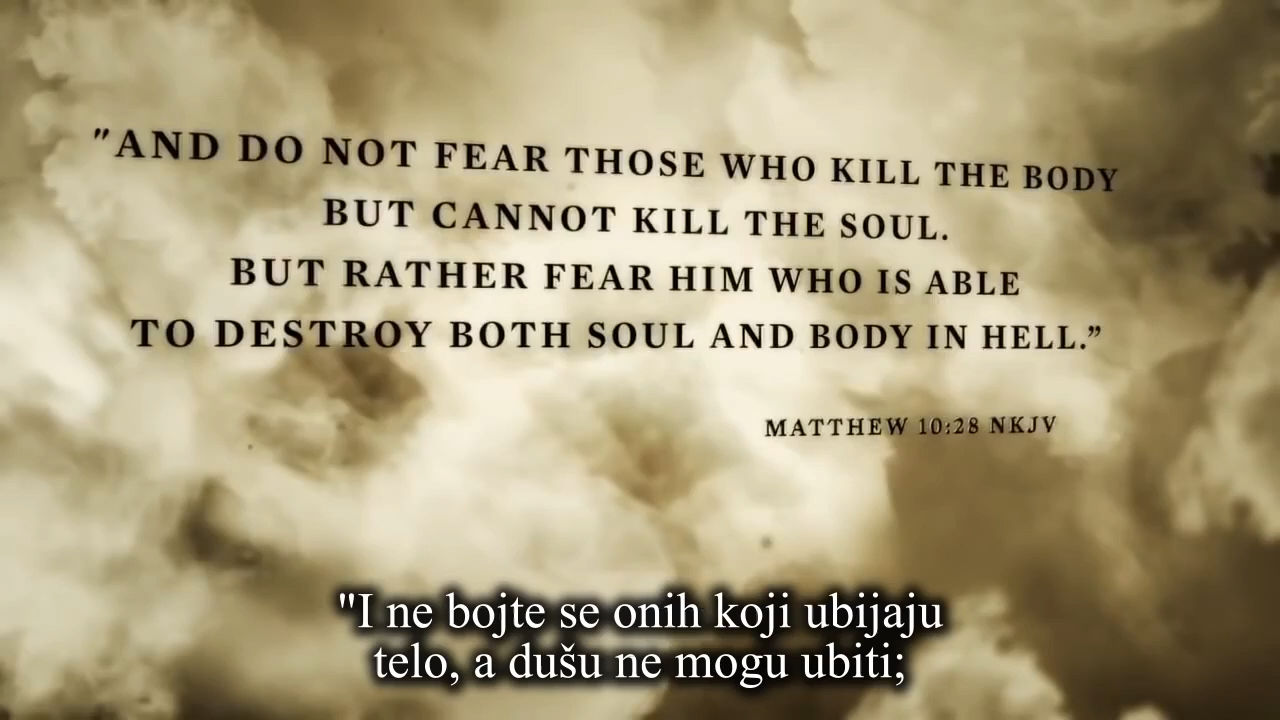 "AND DO NOT FEAR THOSE WHO KILL THE BODY
BUT CANNOT KILL THE SOUL.
BUT RATHER FEAR HIM WHO IS ABLE
TO DESTROY BOTH SOUL AND BODY IN HELL.”
MATTHEW 10:28 NKJV
"I ne bojte se onih koji ubijaju
telo, a dušu ne mogu ubiti;